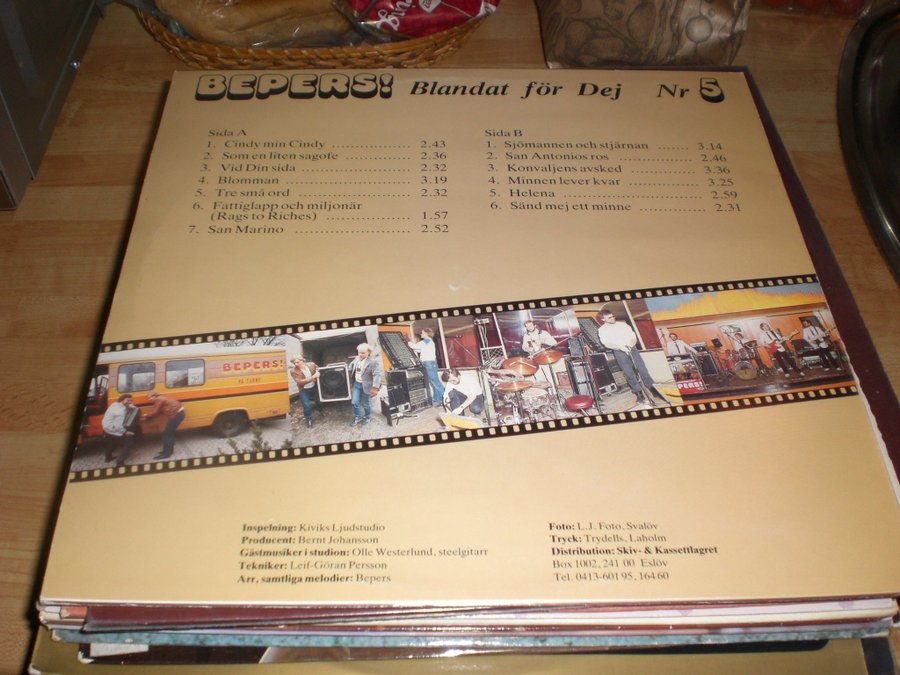 BEPERS! Blandat för Dej Nr 5
Sida A
1. Cindy min Cindy ........................ 2.43
2. Som en liten sagofe .................. 2.36
3. Vid Din sida ............................. 2.32
4. Blomman ................................. 3.19
5. Tre små ord ............................. 2.32
6. Fattiglapp och miljonär
(Rags to Riches) ........................ 1.57
7. San Marino .............................. 2.52
Sida B
1. Sjömannen och stjärnan ....... 3.14
2. San Antonios ros .................... 2.46
3. Konvaljens avsked .................. 3.36
4. Minnen lever kvar .................. 3.25
5. Helena .................................... 2.59
6. Sänd mej ett minne ................ 2.31
BEPERS!
PÅ TURNÉ
BEPERS!
Inspelning: Kiviks Ljudstudio
Producent: Bernt Johansson
Gästmusiker i studion: Olle Westerlund, steelgitarr
Tekniker: Leif-Göran Persson
Arr, samtliga melodier: Bepers
Foto: L.J. Foto, Svalöv
Tryck: Trydells, Laholm
Distribution: Skiv- & Kassettlagret
Box 1002, 241 00 Eslöv
Tel. 0413-601 95, 164 60